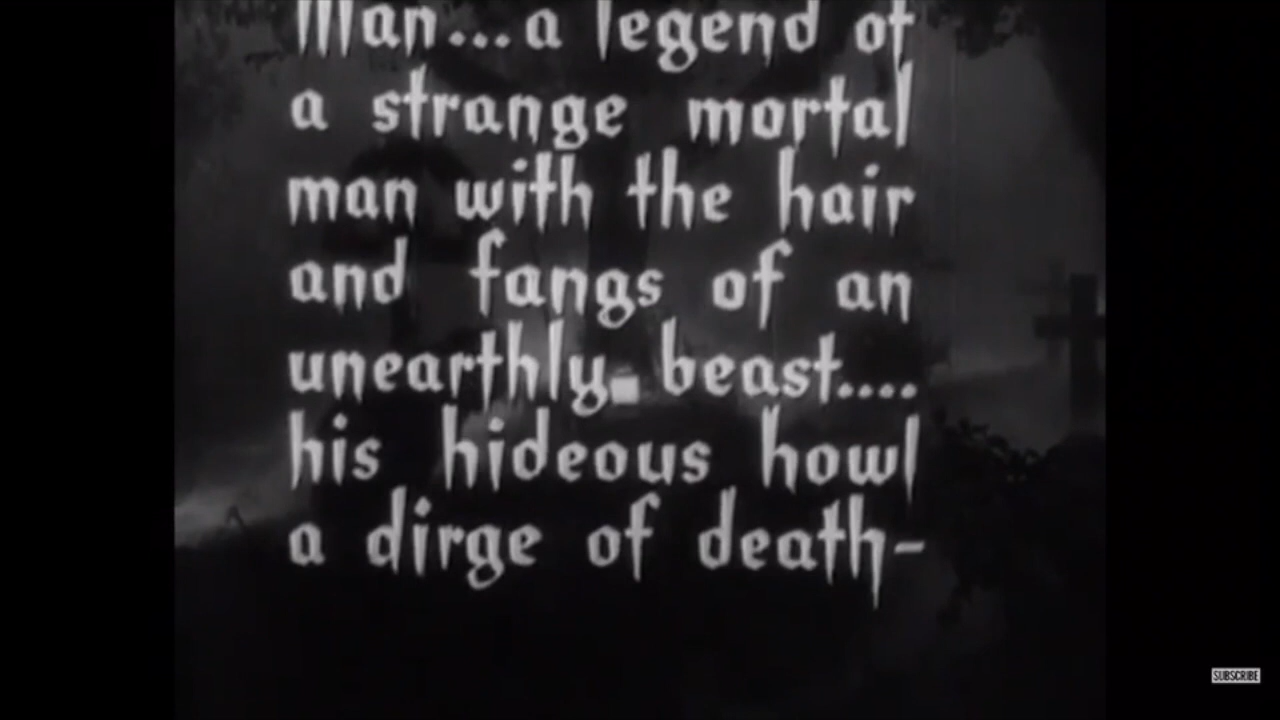 Man...a legend of
a strange mortal
man with the hair
and fangs of an
unearthly beast....
his hideous howl
a dirge of death-
SUBSCRIBE